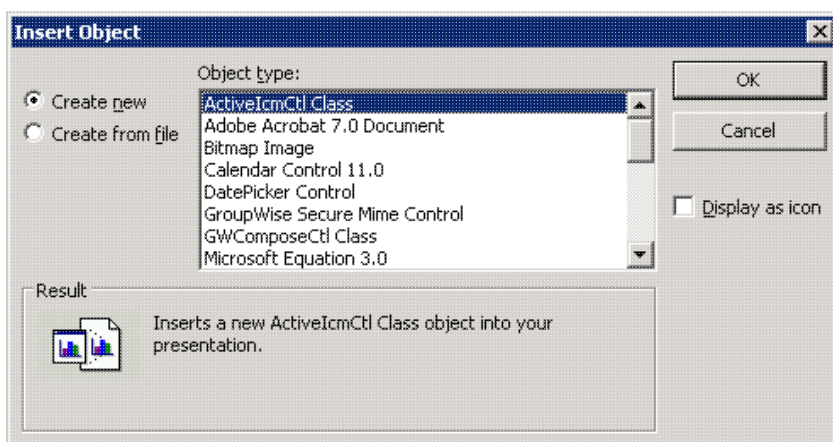 Insert Object
Object type:
Create new
Create from file
ActiveIcmCtl Class
Adobe Acrobat 7.0 Document
Bitmap Image
Calendar Control 11.0
DatePicker Control
GroupWise Secure Mime Control
GWComposeCtl Class
Microsoft Equation 3.0
OK
Cancel
Display as icon
Result
Inserts a new ActiveIcmCtl Class object into your
presentation.